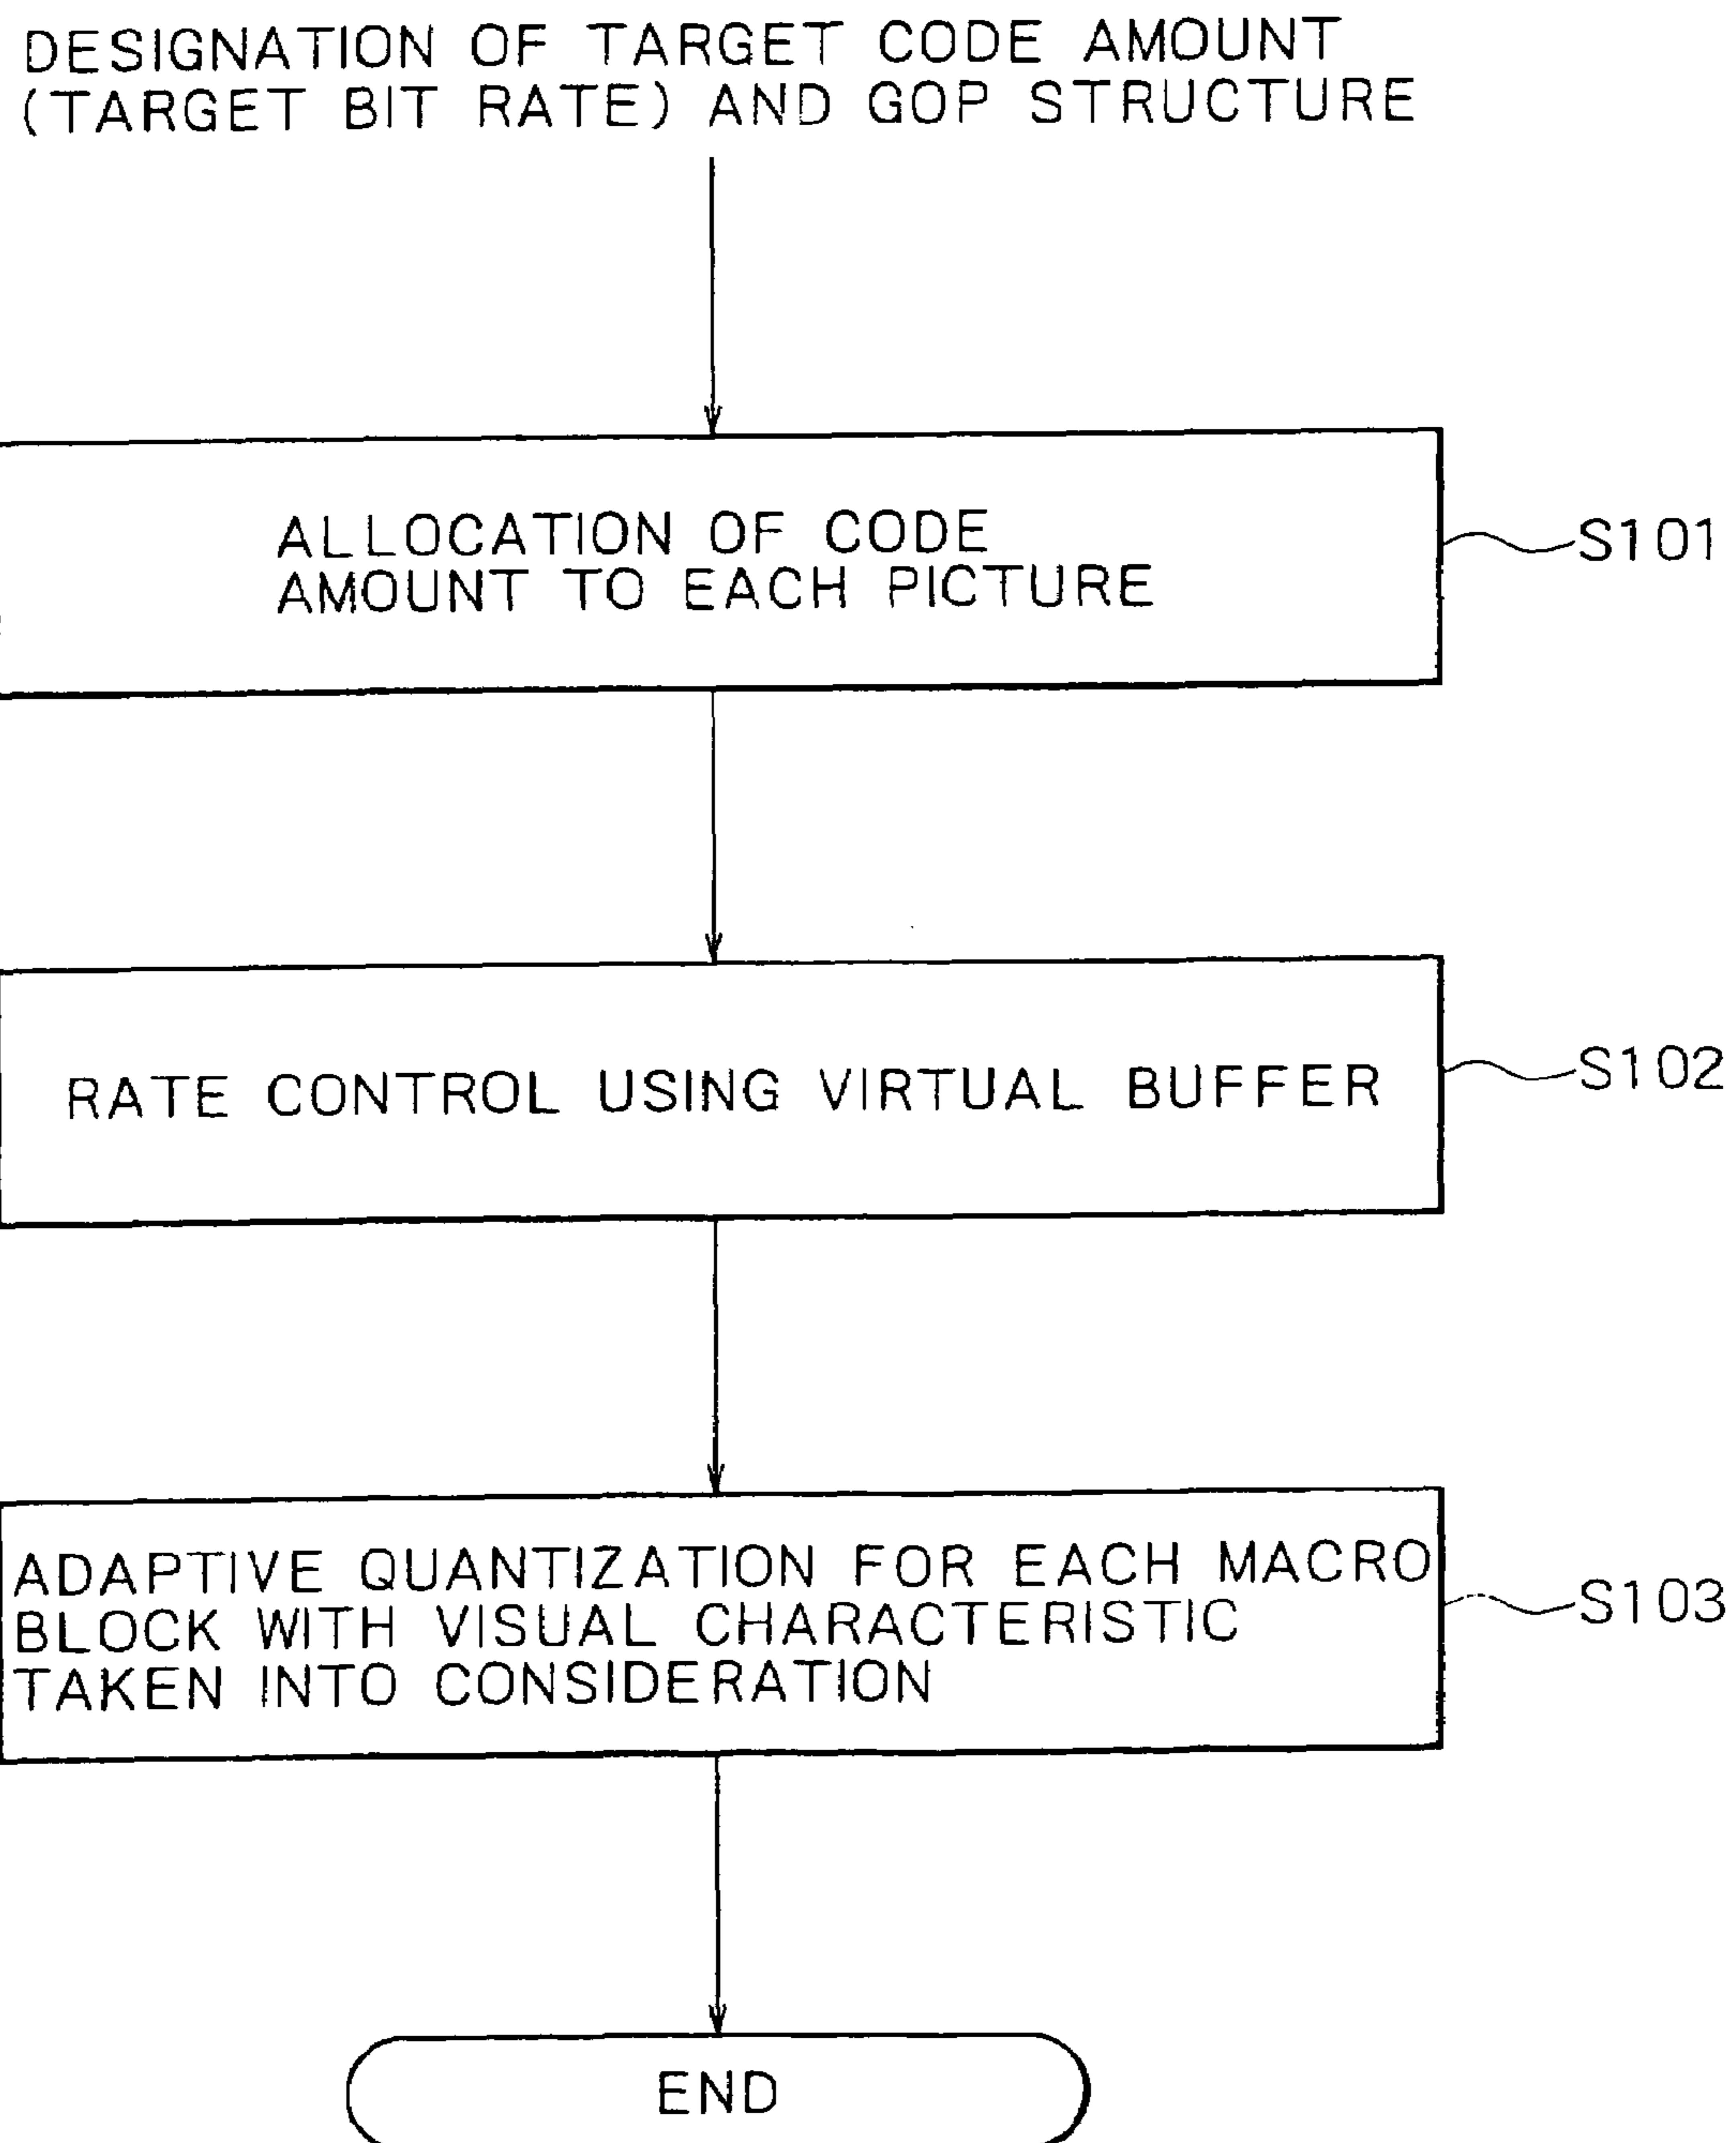 DESIGNATION OF TARGET CODE AMOUNT
(TARGET BIT RATE) AND GOP STRUCTURE
ALLOCATION OF CODE
AMOUNT TO EACH PICTURE
S101
RATE CONTROL USING VIRTUAL BUFFER
S102
ADAPTIVE QUANTIZATION FOR EACH MACRO
BLOCK WITH VISUAL CHARACTERISTIC
TAKEN INTO CONSIDERATION
S103
END